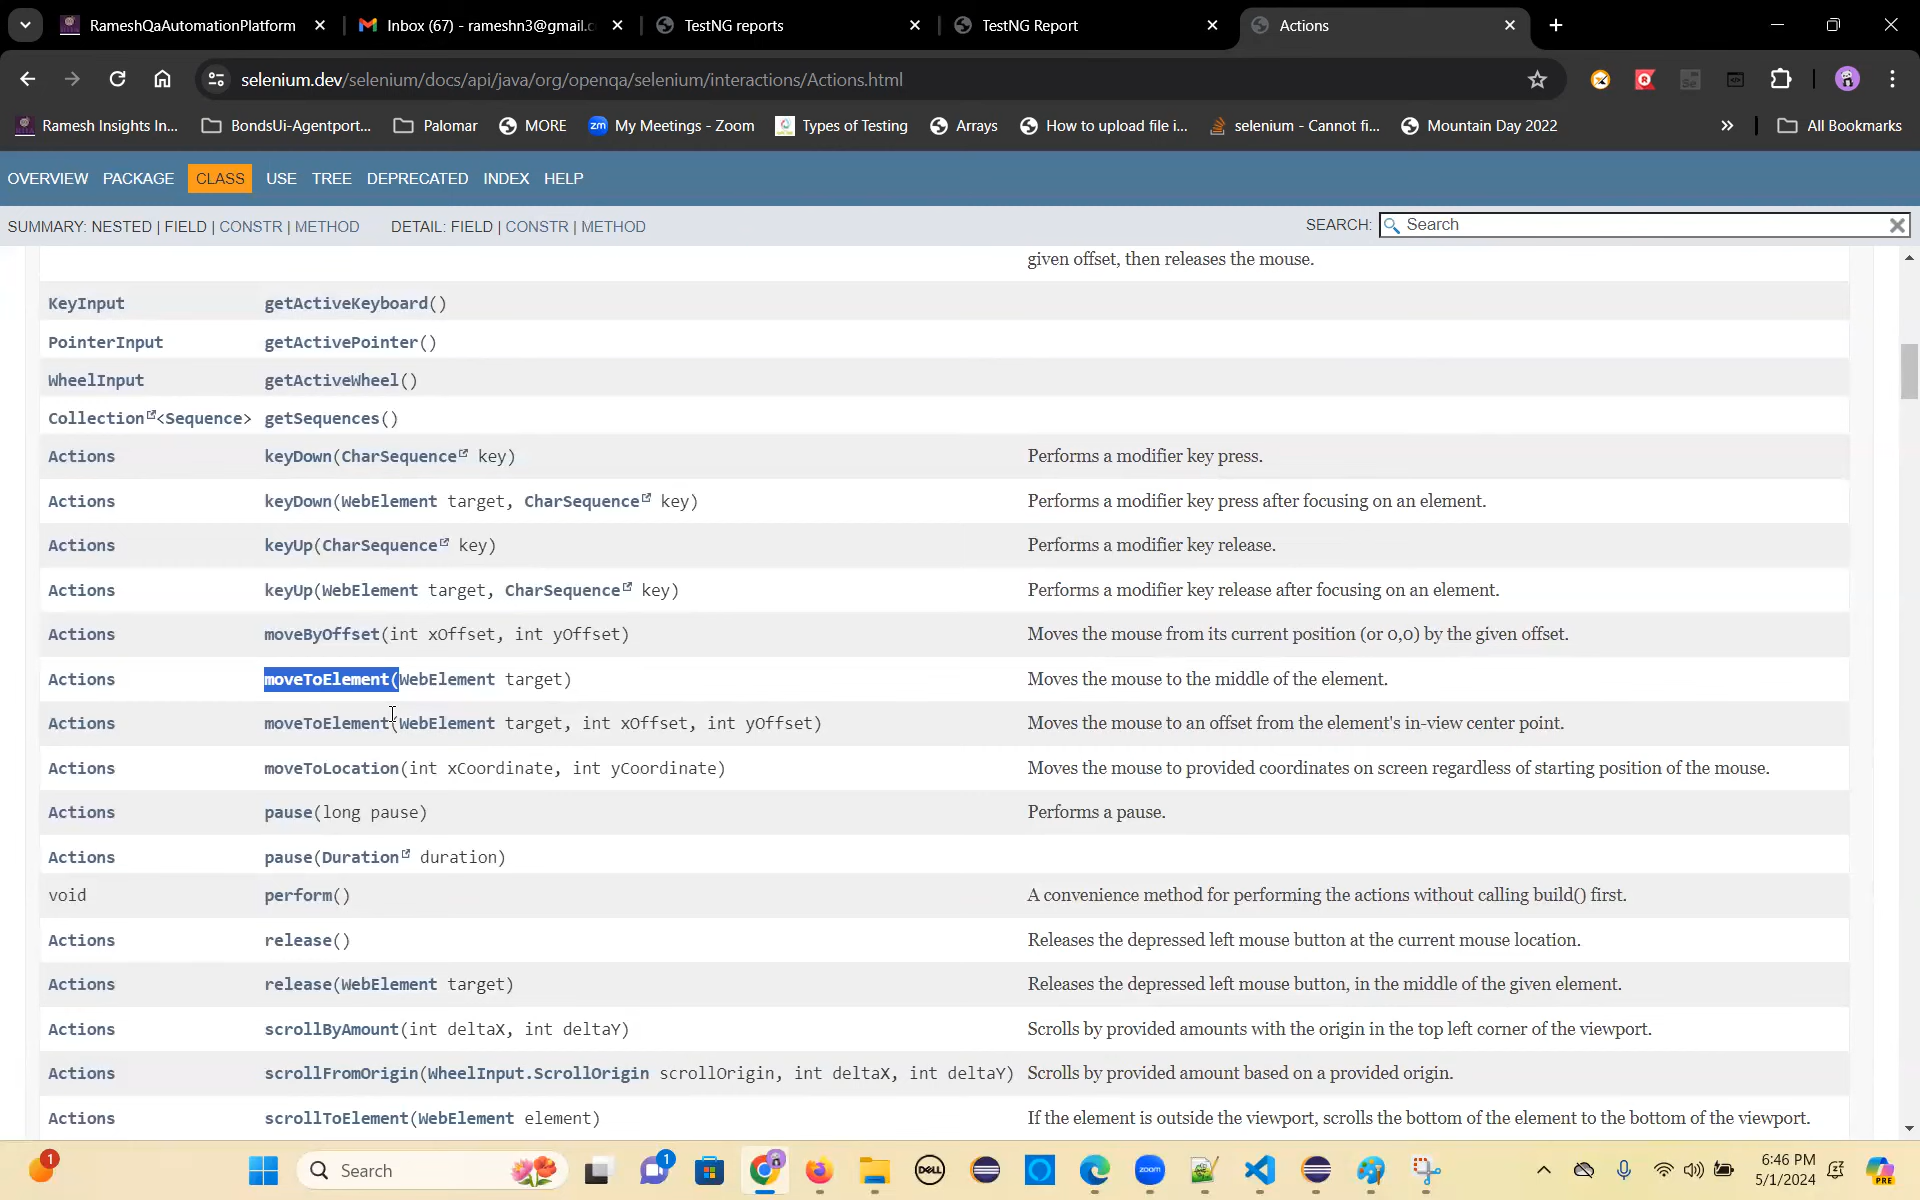 RameshQaAutomationPlatform
Inbox (67) - rameshn3@gmail.c
TestNG reports
TestNG Report
Actions
selenium.dev/selenium/docs/api/java/org/openqa/selenium/interactions/Actions.html
Ramesh Insights In...
BondsUi-Agentport...
Palomar
MORE
zm My Meetings - Zoom
Types of Testing
Arrays
How to upload file i...
selenium - Cannot fi...
Mountain Day 2022
All Bookmarks
OVERVIEW PACKAGE CLASS USE TREE DEPRECATED INDEX HELP
SUMMARY: NESTED | FIELD | CONSTR | METHOD DETAIL: FIELD | CONSTR | METHOD SEARCH: Search
given offset, then releases the mouse.
KeyInput getActiveKeyboard()
PointerInput getActivePointer()
WheelInput getActiveWheel()
Collection<Sequence> getSequences()
Actions keyDown(CharSequence key) Performs a modifier key press.
Actions keyDown(WebElement target, CharSequence key) Performs a modifier key press after focusing on an element.
Actions keyUp(CharSequence key) Performs a modifier key release.
Actions keyUp(WebElement target, CharSequence key) Performs a modifier key release after focusing on an element.
Actions moveByOffset(int xOffset, int yOffset) Moves the mouse from its current position (or 0,0) by the given offset.
Actions moveToElement(WebElement target) Moves the mouse to the middle of the element.
Actions moveToElement(WebElement target, int xOffset, int yOffset) Moves the mouse to an offset from the element's in-view center point.
Actions moveToLocation(int xCoordinate, int yCoordinate) Moves the mouse to provided coordinates on screen regardless of starting position of the mouse.
Actions pause(long pause) Performs a pause.
Actions pause(Duration duration)
void perform() A convenience method for performing the actions without calling build() first.
Actions release() Releases the depressed left mouse button at the current mouse location.
Actions release(WebElement target) Releases the depressed left mouse button, in the middle of the given element.
Actions scrollByAmount(int deltaX, int deltaY) Scrolls by provided amounts with the origin in the top left corner of the viewport.
Actions scrollFromOrigin(WheelInput.ScrollOrigin scrollOrigin, int deltaX, int deltaY) Scrolls by provided amount based on a provided origin.
Actions scrollToElement(WebElement element) If the element is outside the viewport, scrolls the bottom of the element to the bottom of the viewport.
1
Search
1
DELL
zoom
6:46 PM
5/1/2024
PRE